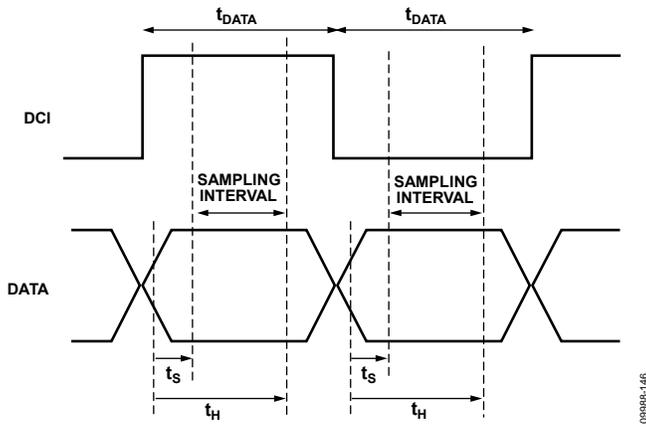 tDATA tDATA
DCI
SAMPLING INTERVAL
SAMPLING INTERVAL
DATA
tS tS
tH tH
09988-146